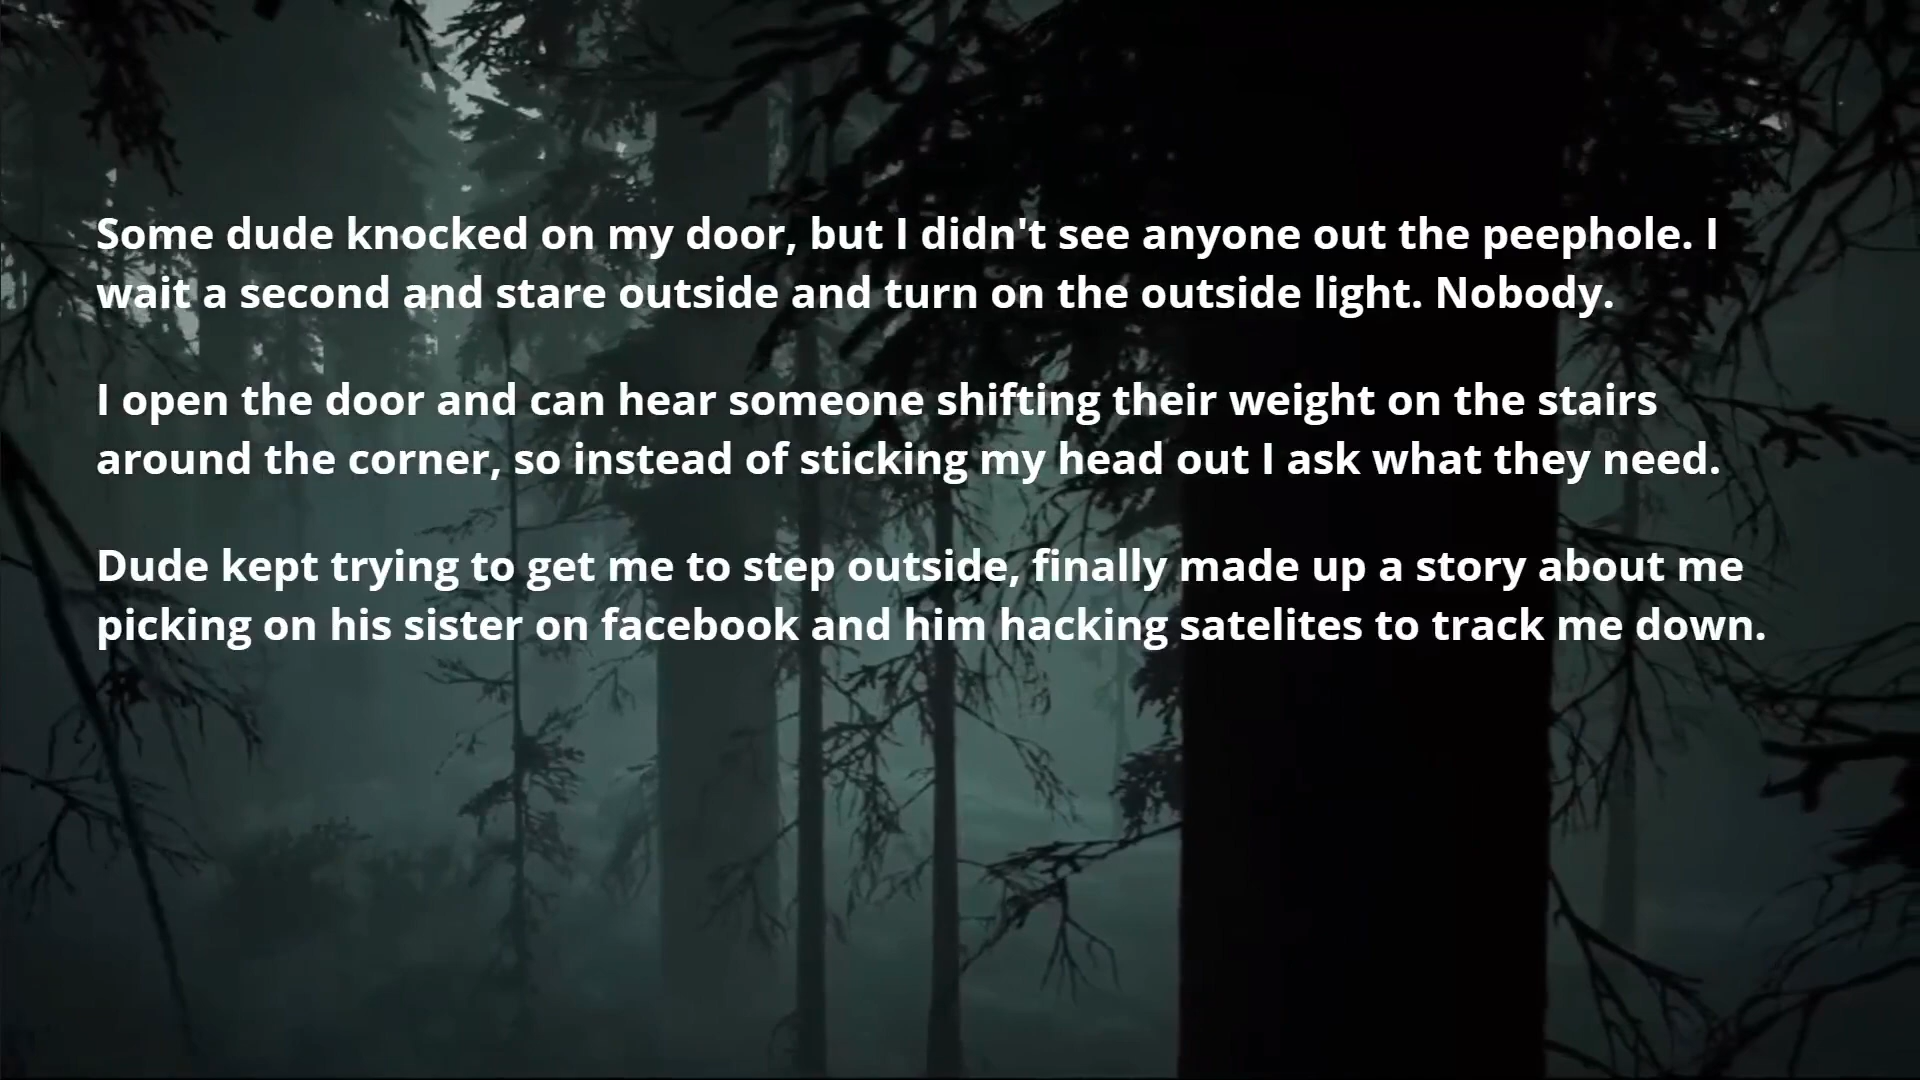 Some dude knocked on my door, but I didn't see anyone out the peephole. I
wait a second and stare outside and turn on the outside light. Nobody.
I open the door and can hear someone shifting their weight on the stairs
around the corner, so instead of sticking my head out I ask what they need.
Dude kept trying to get me to step outside, finally made up a story about me
picking on his sister on facebook and him hacking satelites to track me down.